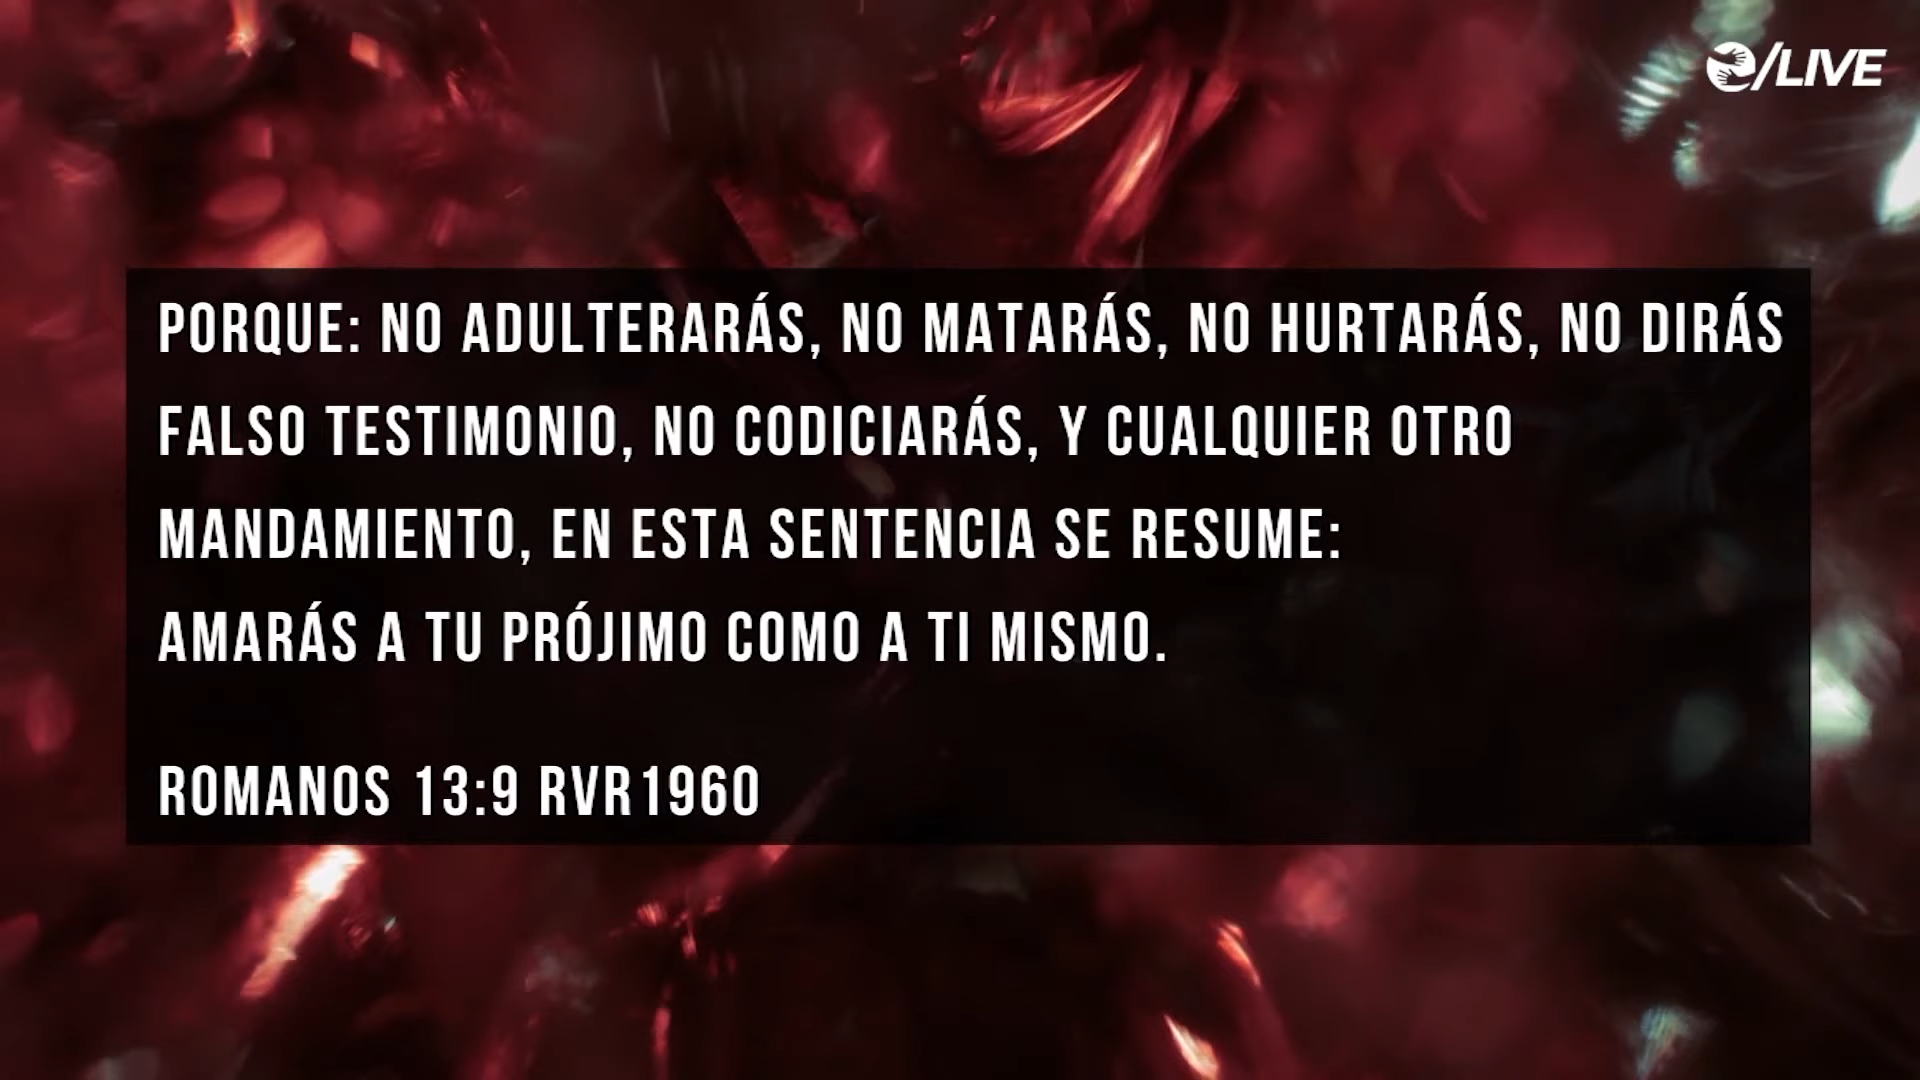 /LIVE
PORQUE: NO ADULTERARÁS, NO MATARÁS, NO HURTARÁS, NO DIRÁS
FALSO TESTIMONIO, NO CODICIARÁS, Y CUALQUIER OTRO
MANDAMIENTO, EN ESTA SENTENCIA SE RESUME:
AMARÁS A TU PRÓJIMO COMO A TI MISMO.
ROMANOS 13:9 RVR1960